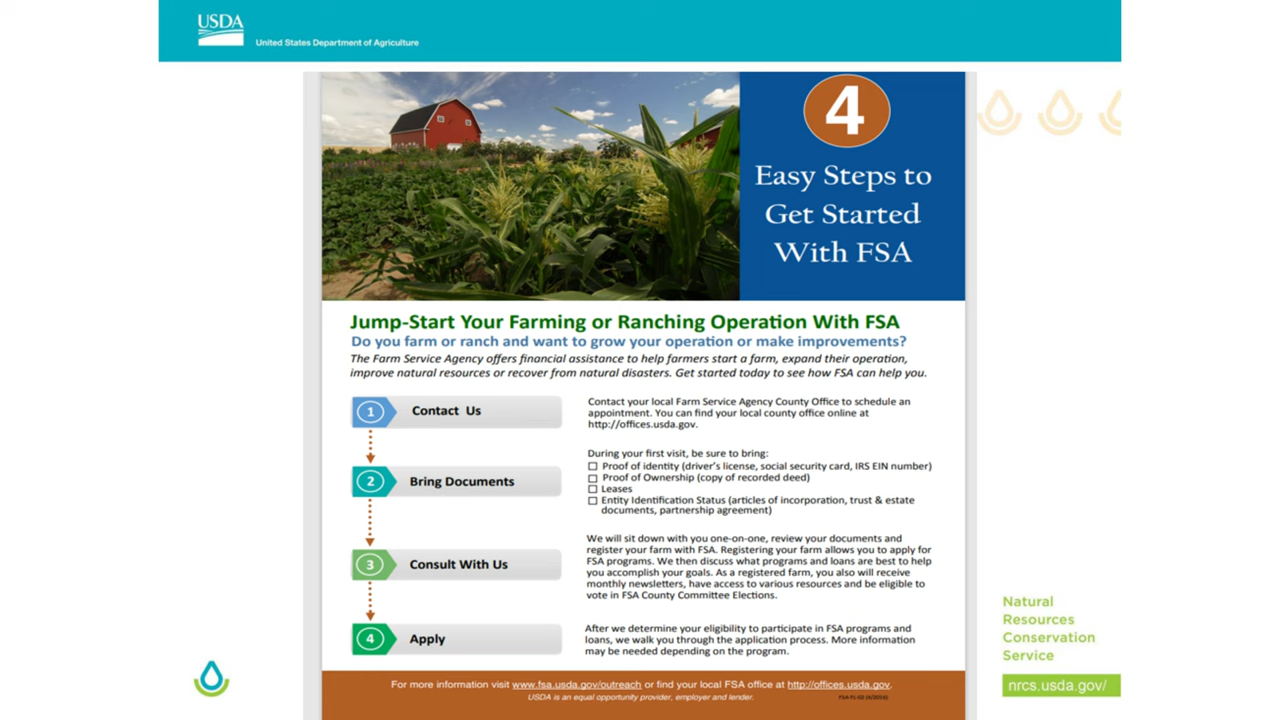 USDA
United States Department of Agriculture
4
Easy Steps to
Get Started
With FSA
Jump-Start Your Farming or Ranching Operation With FSA
Do you farm or ranch and want to grow your operation or make improvements?
The Farm Service Agency offers financial assistance to help farmers start a farm, expand their operation,
improve natural resources or recover from natural disasters. Get started today to see how FSA can help you.
1 Contact Us
Contact your local Farm Service Agency County Office to schedule an
appointment. You can find your local county office online at
http://offices.usda.gov.
2 Bring Documents
During your first visit, be sure to bring:
Proof of identity (driver's license, social security card, IRS EIN number)
Proof of Ownership (copy of recorded deed)
Leases
Entity Identification Status (articles of incorporation, trust & estate
documents, partnership agreement)
3 Consult With Us
We will sit down with you one-on-one, review your documents and
register your farm with FSA. Registering your farm allows you to apply for
FSA programs. We then discuss what programs and loans are best to help
you accomplish your goals. As a registered farm, you also will receive
monthly newsletters, have access to various resources and be eligible to
vote in FSA County Committee Elections.
4 Apply
After we determine your eligibility to participate in FSA programs and
loans, we walk you through the application process. More information
may be needed depending on the program.
For more information visit www.fsa.usda.gov/outreach or find your local FSA office at http://offices.usda.gov.
USDA is an equal opportunity provider, employer and lender.
Natural
Resources
Conservation
Service
nrcs.usda.gov/